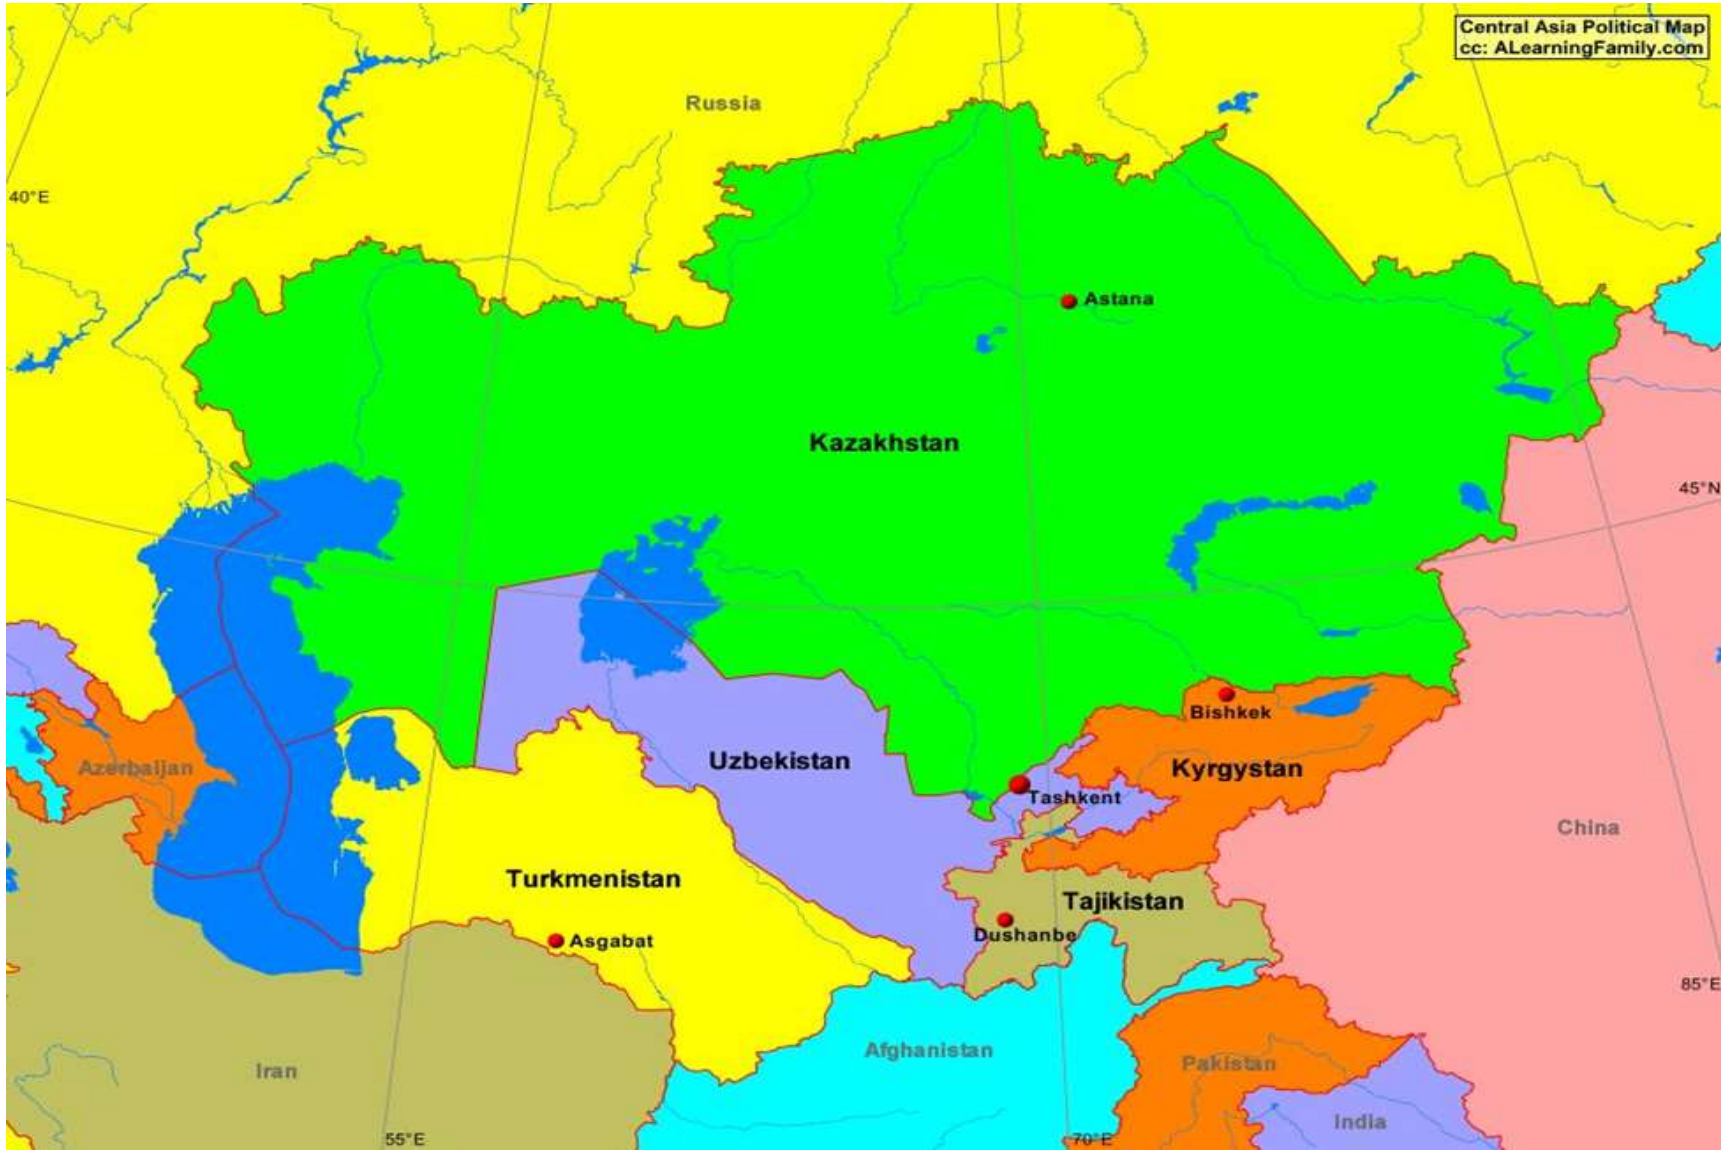 Central Asia Political Map
cc: ALearningFamily.com
Russia
40°E
Astana
Kazakhstan
45°N
Bishkek
Uzbekistan
Kyrgystan
Azerbaijan
Tashkent
China
Turkmenistan
Tajikistan
Dushanbe
Asgabat
85°E
Afghanistan
Iran
Pakistan
India
55°E
70°E